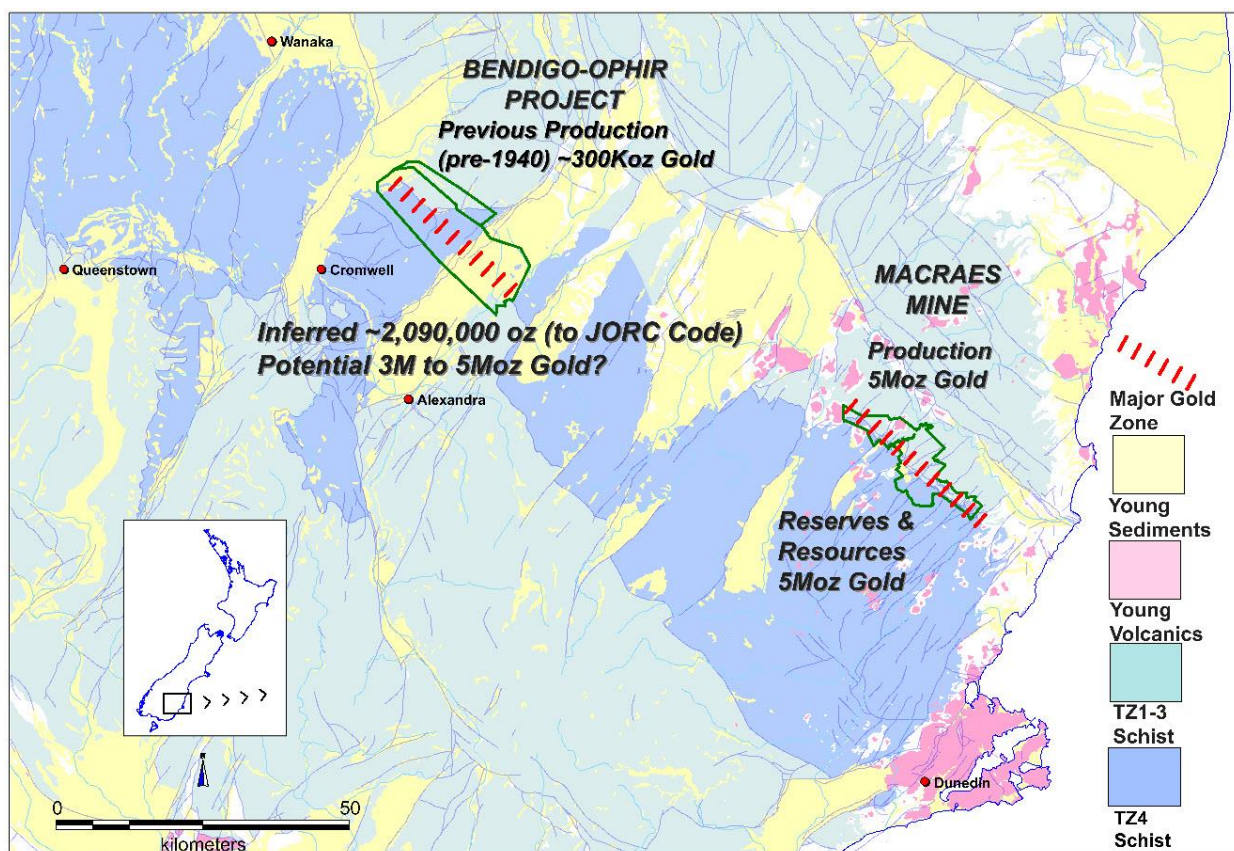 Wanaka
BENDIGO-OPHIR
PROJECT
Previous Production
(pre-1940) ~300Koz Gold
Queenstown
Cromwell
Inferred ~2,090,000 oz (to JORC Code)
Potential 3M to 5Moz Gold?
Alexandra
MACRAES
MINE
Production
5Moz Gold
Reserves &
Resources
5Moz Gold
Dunedin
0
50
kilometers
Major Gold
Zone
Young
Sediments
Young
Volcanics
TZ1-3
Schist
TZ4
Schist